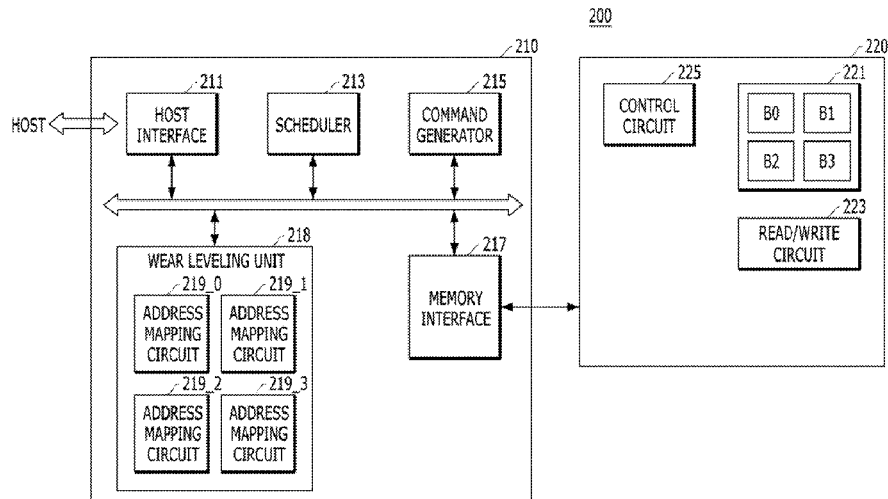 200
210
220
211
213
215
225
221
HOST
HOST
INTERFACE
SCHEDULER
COMMAND
GENERATOR
CONTROL
CIRCUIT
B0
B1
B2
B3
223
READ/WRITE
CIRCUIT
218
WEAR LEVELING UNIT
217
MEMORY
INTERFACE
219_0
219_1
ADDRESS
MAPPING
CIRCUIT
ADDRESS
MAPPING
CIRCUIT
219_2
219_3
ADDRESS
MAPPING
CIRCUIT
ADDRESS
MAPPING
CIRCUIT